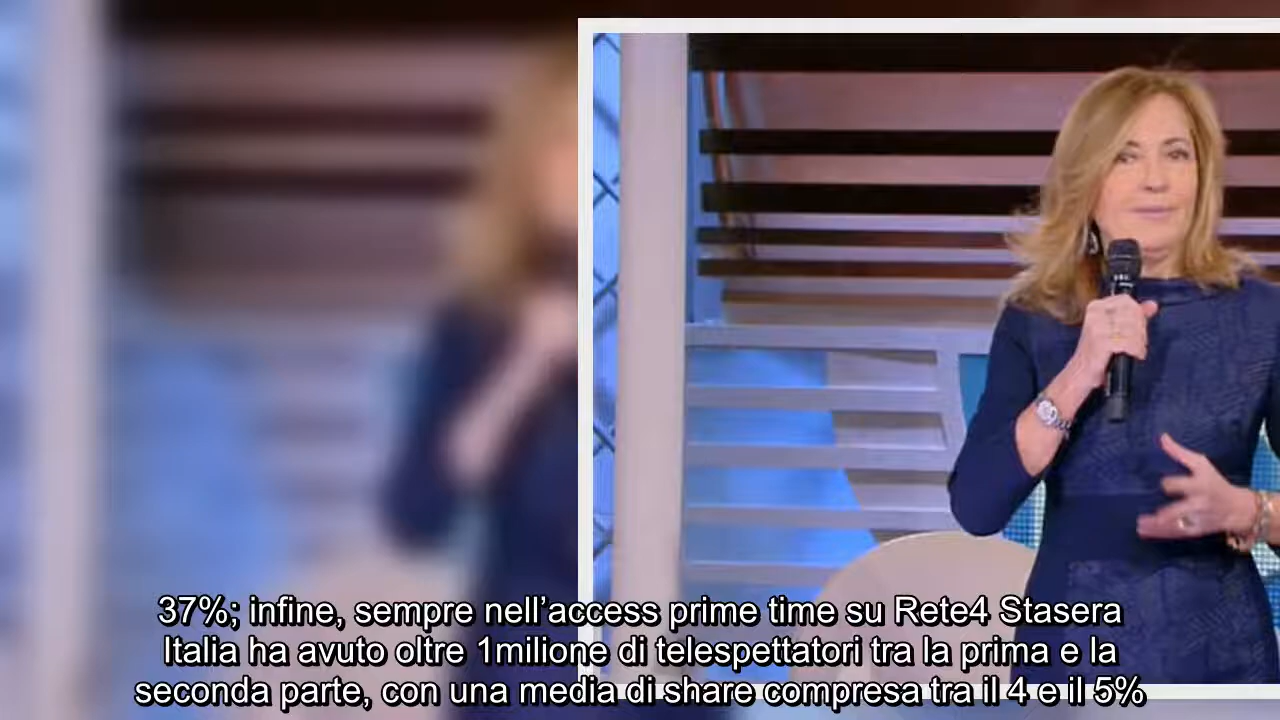 37%; infine, sempre nell’access prime time su Rete4 Stasera
Italia ha avuto oltre 1milione di telespettatori tra la prima e la
seconda parte, con una media di share compresa tra il 4 e il 5%